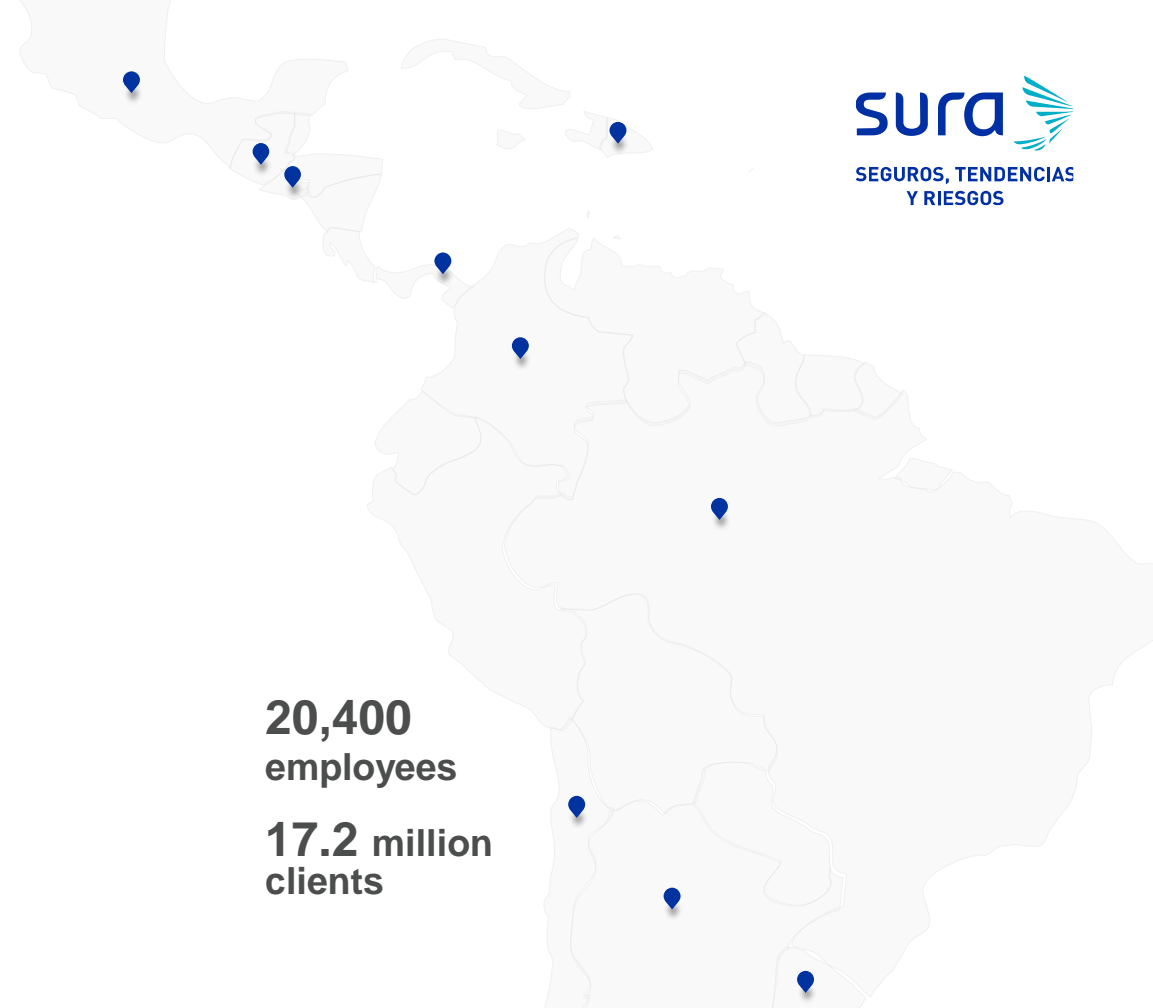 sura
SEGUROS, TENDENCIAS
Y RIESGOS
20,400
employees
17.2 million
clients